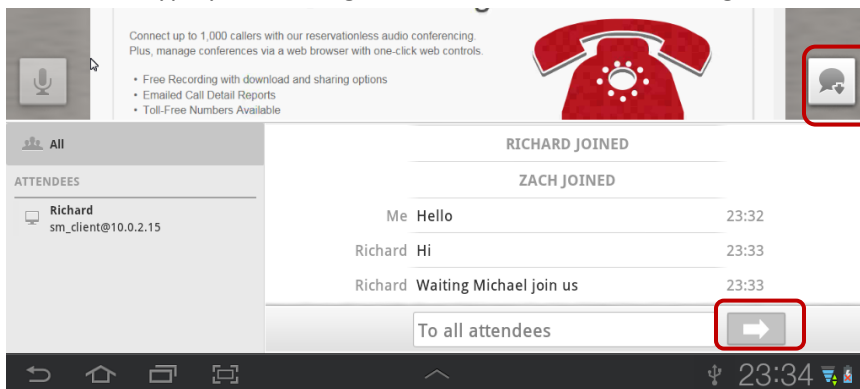 Connect up to 1,000 callers with our reservationless audio conferencing.
Plus, manage conferences via a web browser with one-click web controls.
• Free Recording with download and sharing options
• Emailed Call Detail Reports
• Toll-Free Numbers Available
All
ATTENDEES
Richard
sm_client@10.0.2.15
RICHARD JOINED
ZACH JOINED
Me Hello 23:32
Richard Hi 23:33
Richard Waiting Michael join us 23:33
To all attendees
23:34